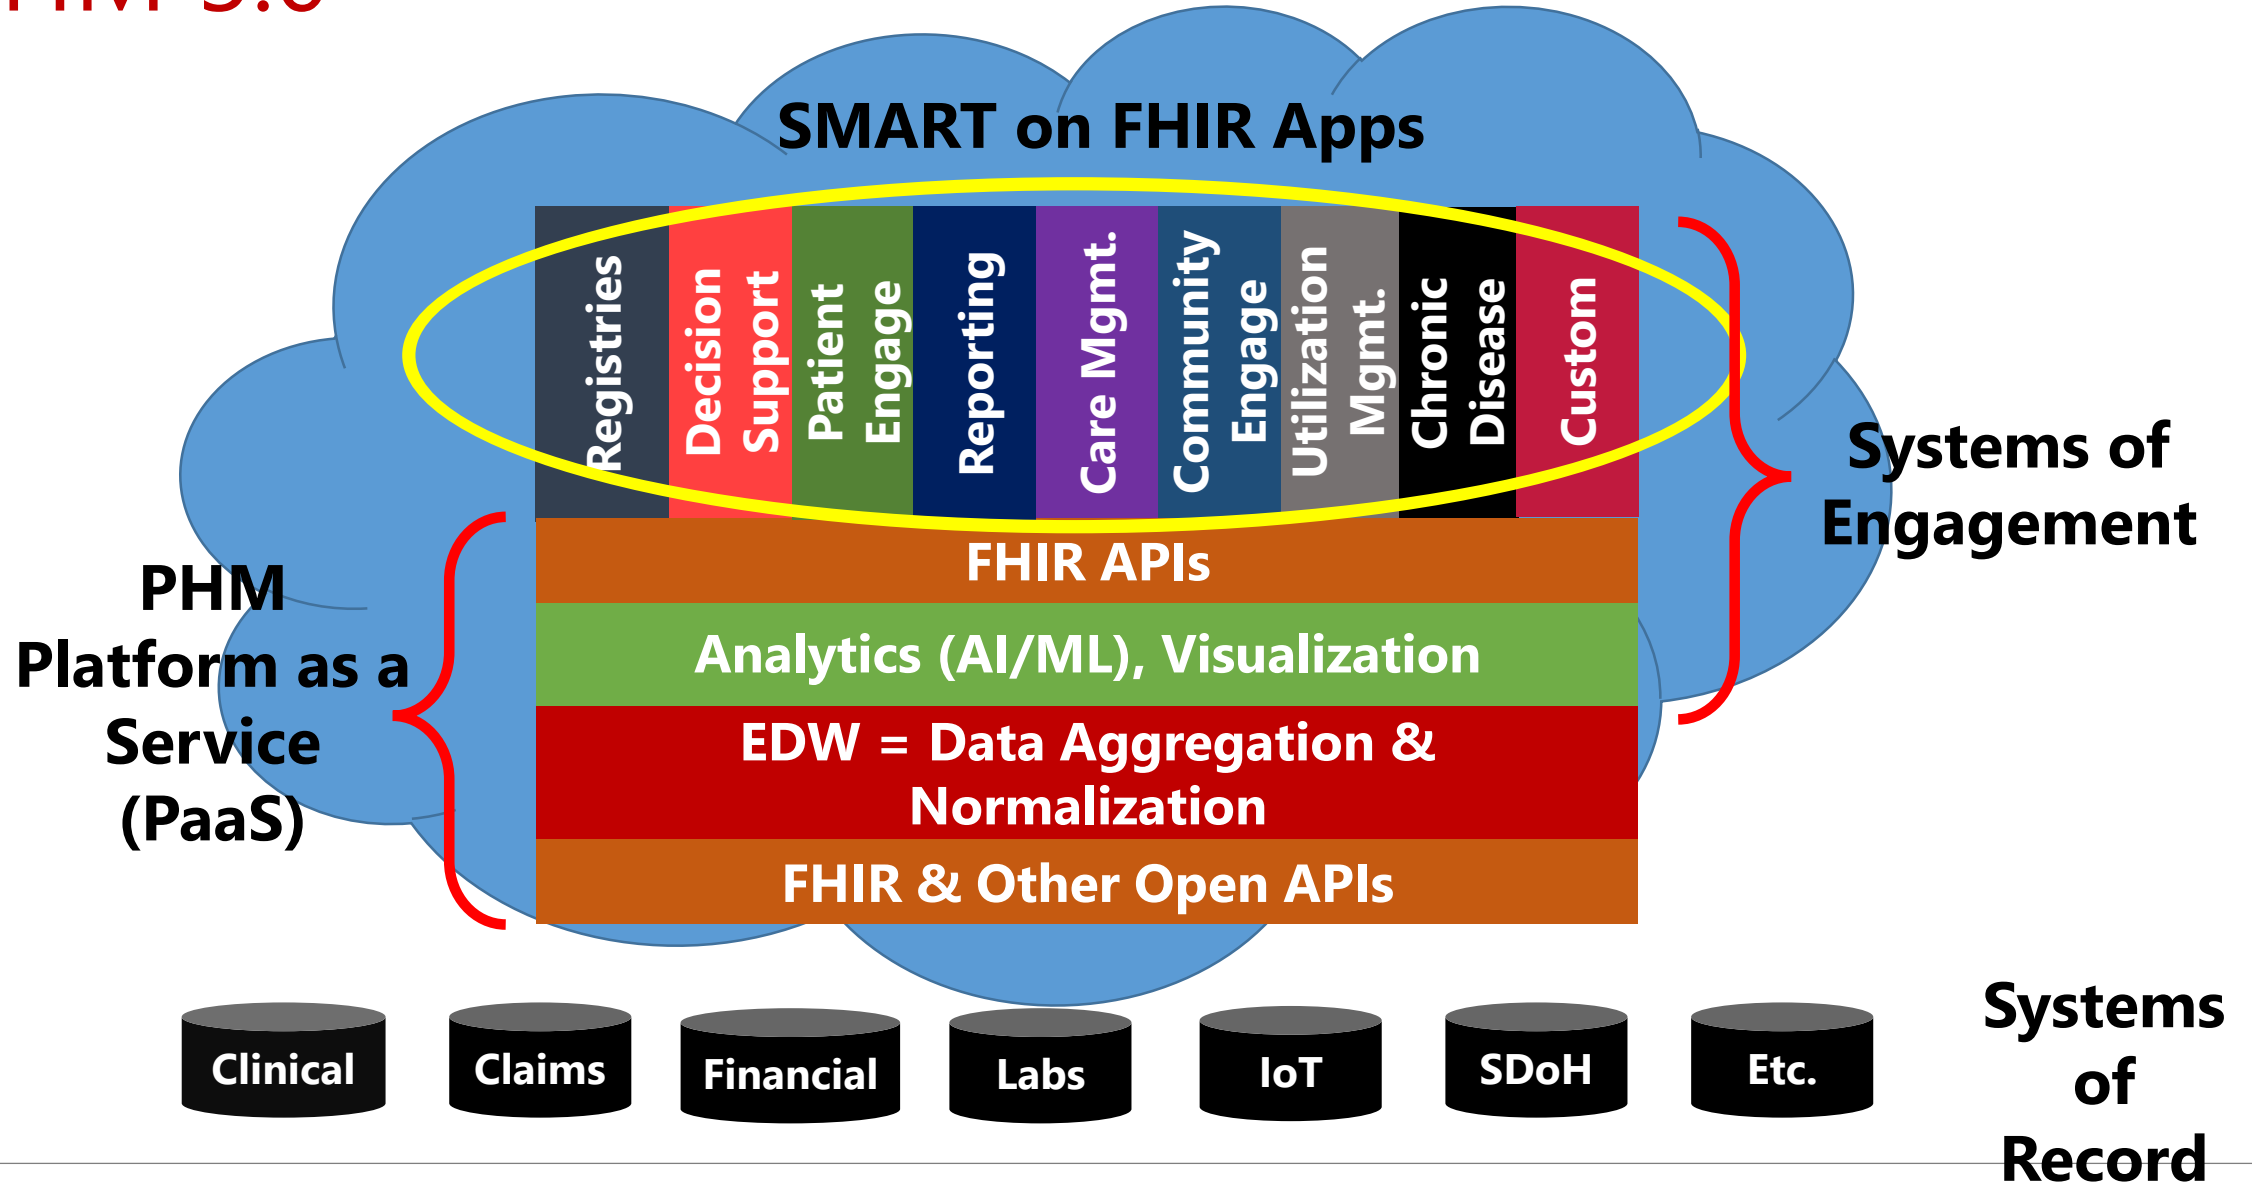 SMART on FHIR Apps
Registries
Decision
Support
Patient
Engage
Reporting
Care Mgmt.
Community
Engage
Utilization
Mgmt.
Chronic
Disease
Custom
FHIR APIs
Analytics (AI/ML), Visualization
EDW = Data Aggregation &
Normalization
FHIR & Other Open APIs
PHM
Platform as a
Service
(PaaS)
Systems of
Engagement
Clinical
Claims
Financial
Labs
IoT
SDoH
Etc.
Systems
of
Record